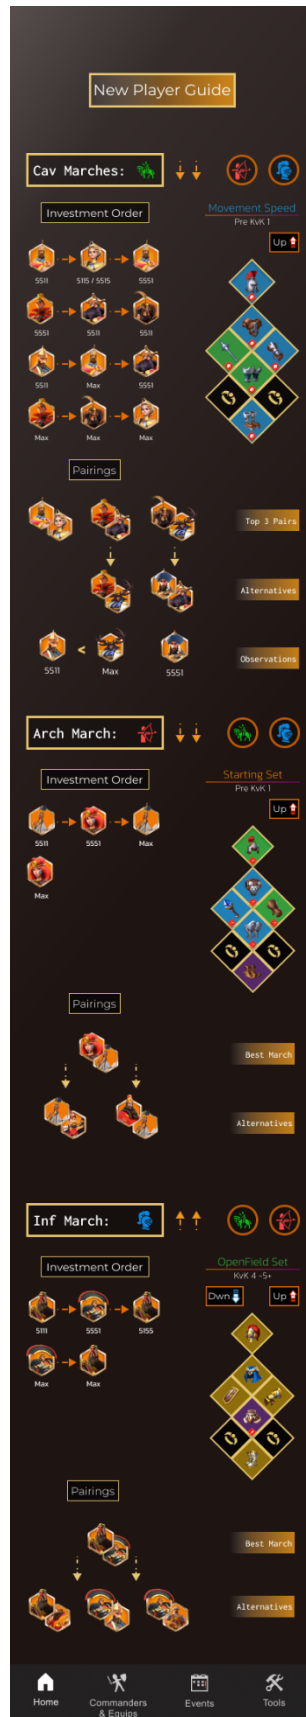 New Player Guide
Cav Marches:
Investment Order
Movement Speed
Pre KvK 1
Up
5511
5115 / 5515
5551
5551
5511
5511
5511
Max
5551
Max
Max
Max
Pairings
Top 3 Pairs
Alternatives
<
5511
Max
5551
Observations
Arch March:
Investment Order
Starting Set
Pre KvK 1
Up
5511
5551
Max
Max
Pairings
Best March
Alternatives
Inf March:
Investment Order
OpenField Set
KvK 4 -5+
Dwn
Up
5111
5551
5155
Max
Max
Pairings
Best March
Alternatives
Home
Commanders
& Equips
Events
Tools